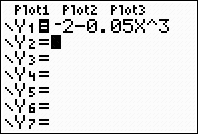 Plot1 Plot2 Plot3
\Y1=-2-0.05X^3
\Y2=
\Y3=
\Y4=
\Y5=
\Y6=
\Y7=